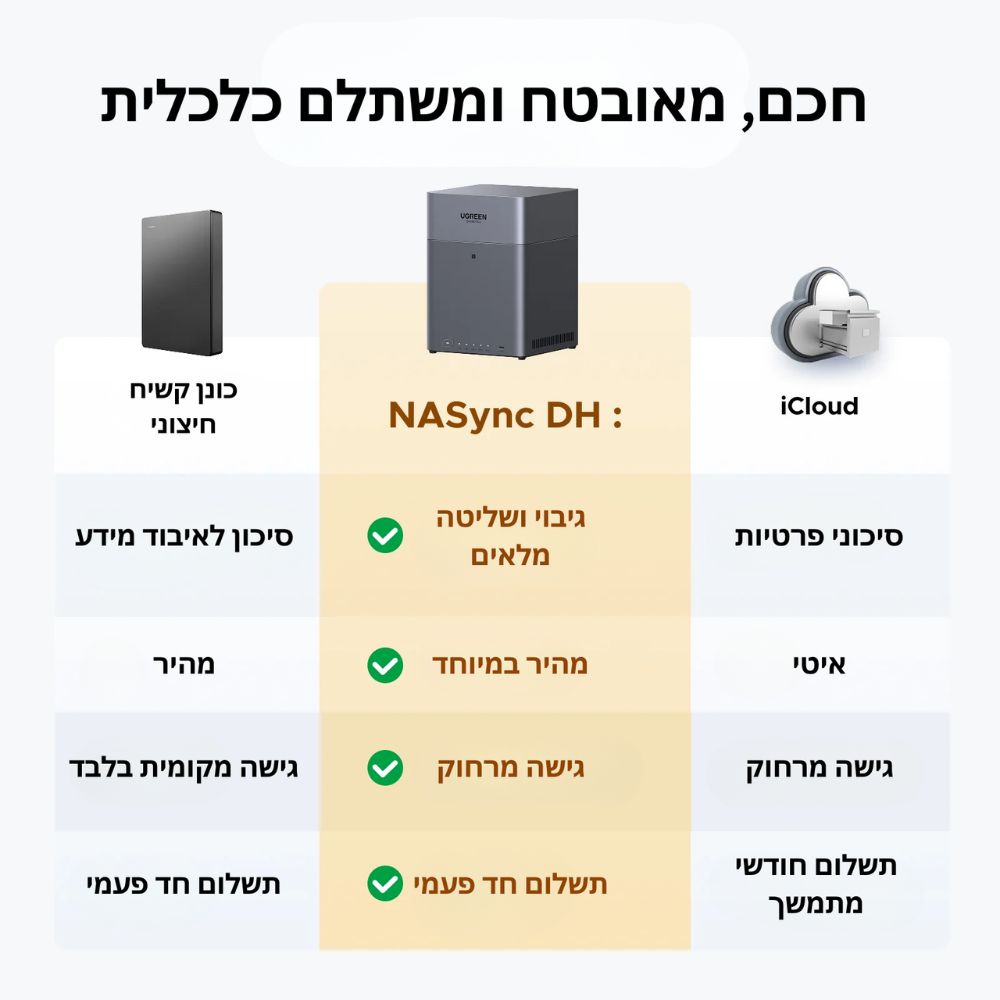 חכם, מאובטח ומשתלם כלכלית
UGREEN
iCloud
NASync DH :
כונן קשיח
חיצוני
סיכוני פרטיות
גיבוי ושליטה
מלאים
סיכון לאיבוד מידע
איטי
מהיר במיוחד
מהיר
גישה מרחוק
גישה מרחוק
גישה מקומית בלבד
תשלום חודשי
מתמשך
תשלום חד פעמי
תשלום חד פעמי